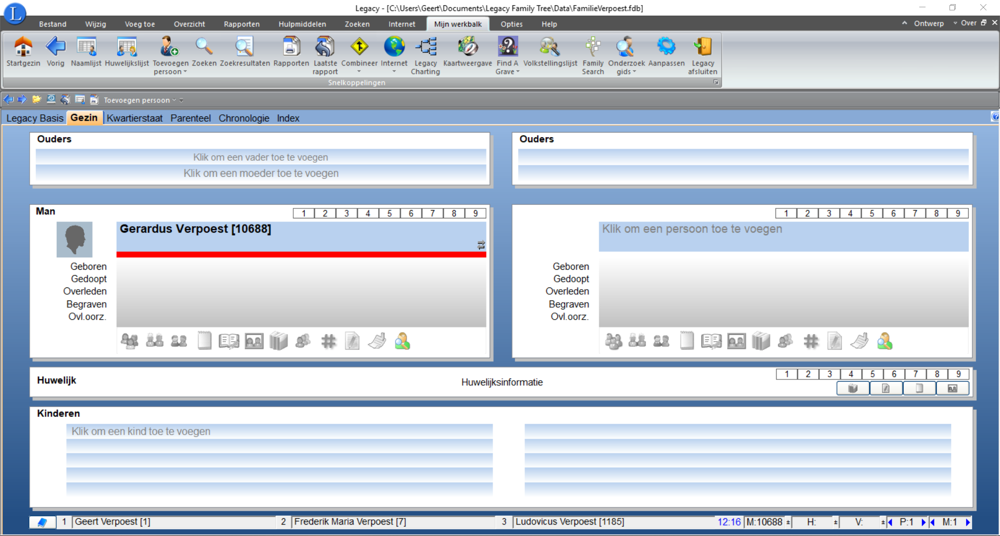 Legacy - [C:\Users\Geert\Documents\Legacy Family Tree\Data\FamilieVerpoest.fdb]
L
Bestand Wijzig Voeg toe Overzicht Rapporten Hulpmiddelen Zoeken Internet Mijn werkbalk Opties Help Ontwerp Over
Startgezin Vorig Naamlijst Huwelijkslijst Toevoegen persoon Zoeken Zoekresultaten Rapporten Laatste rapport Combineer Internet Legacy Charting Kaartweergave Find A Grave Volkstellingslijst Family Search Onderzoek gids Aanpassen Legacy afsluiten
Snelkoppelingen
Toevoegen persoon
Legacy Basis Gezin Kwartierstaat Parenteel Chronologie Index
Ouders
Klik om een vader toe te voegen
Klik om een moeder toe te voegen
Ouders
Man 1 2 3 4 5 6 7 8 9
Gerardus Verpoest [10688]
Geboren
Gedoopt
Overleden
Begraven
Ovl.oorz.
1 2 3 4 5 6 7 8 9
Klik om een persoon toe te voegen
Geboren
Gedoopt
Overleden
Begraven
Ovl.oorz.
Huwelijk Huwelijksinformatie 1 2 3 4 5 6 7 8 9
Kinderen
Klik om een kind toe te voegen
1 Geert Verpoest [1] 2 Frederik Maria Verpoest [7] 3 Ludovicus Verpoest [1185] 12:16 M:10688 ± H: ± V: ± P:1 M:1